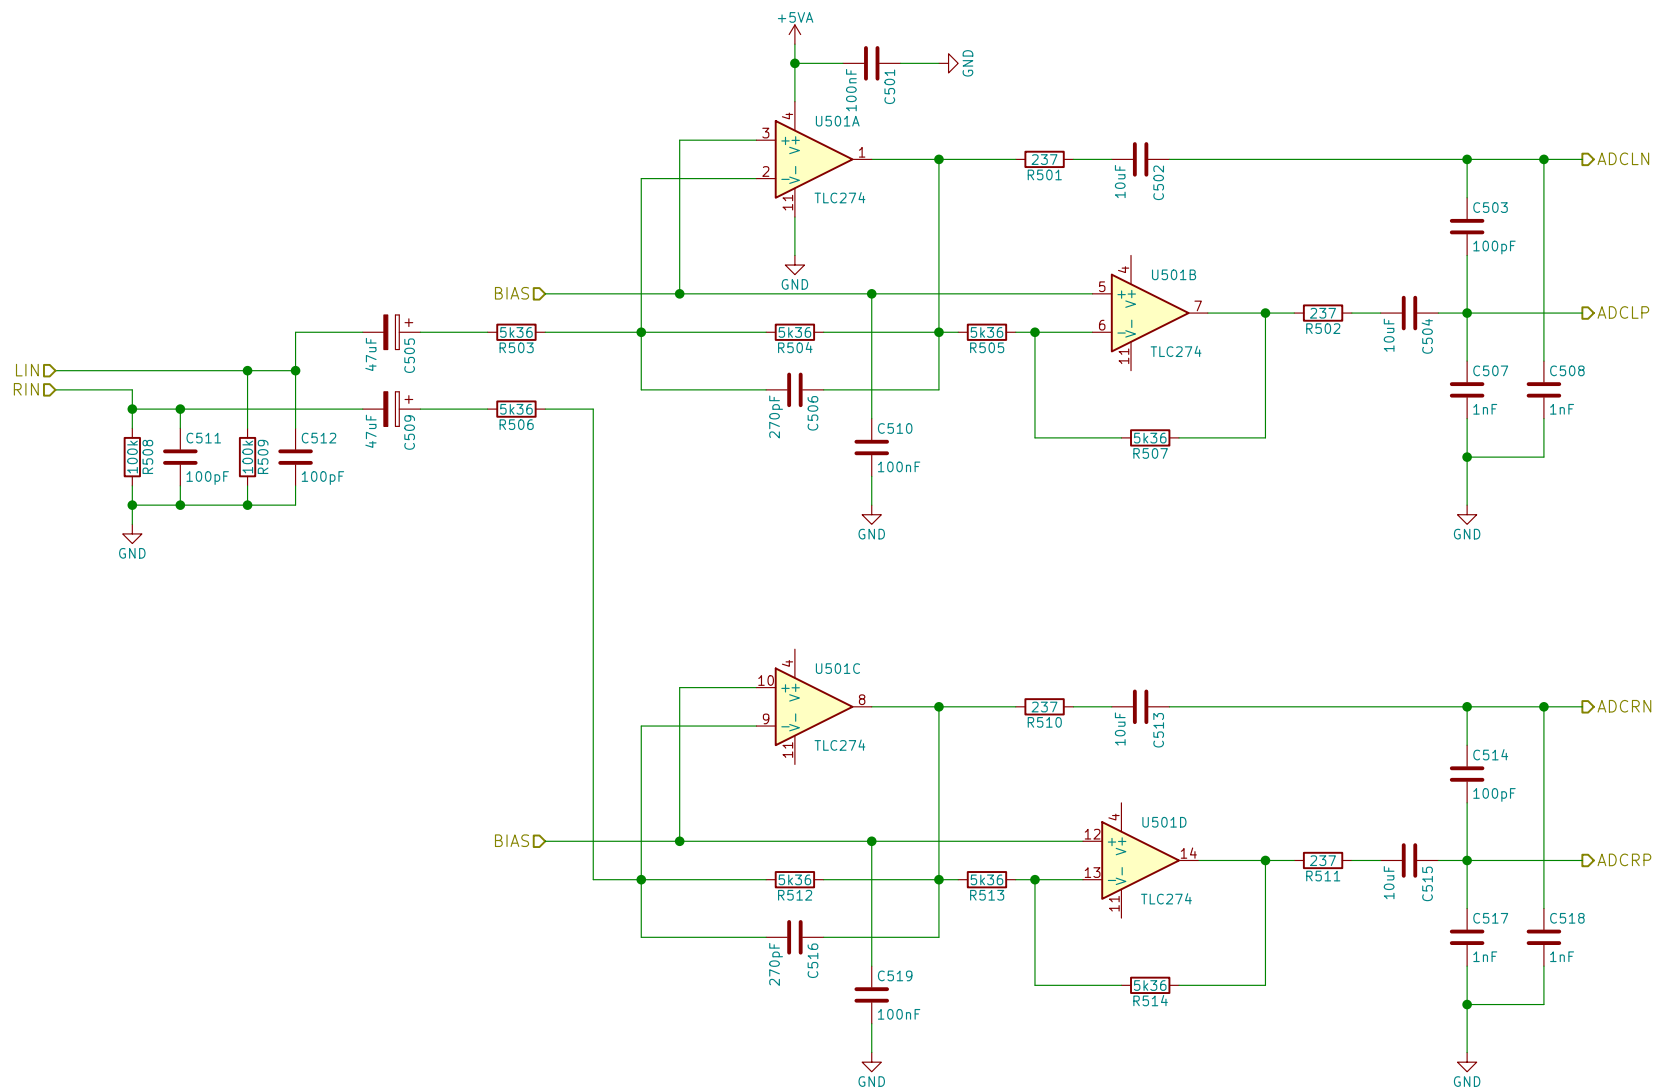 +5VA
100nF
C501
GND
4
U501A
3
+
V+
1
2
-
V-
11
TLC274
GND
237
R501
10uF
C502
ADCLN
C503
100pF
BIAS
4
U501B
5
+
V+
7
6
-
V-
11
TLC274
237
R502
10uF
C504
ADCLP
LIN
RIN
47uF
C505
+
5k36
R503
5k36
R504
5k36
R505
47uF
C509
+
5k36
R506
270pF
C506
C510
100nF
GND
5k36
R507
C507
1nF
C508
1nF
GND
100k
R508
C511
100pF
100k
R509
C512
100pF
GND
4
U501C
10
+
V+
8
9
-
V-
11
TLC274
237
R510
10uF
C513
ADCRN
C514
100pF
BIAS
4
U501D
12
+
V+
14
13
-
V-
11
TLC274
237
R511
10uF
C515
ADCRP
5k36
R512
5k36
R513
270pF
C516
C519
100nF
GND
5k36
R514
C517
1nF
C518
1nF
GND